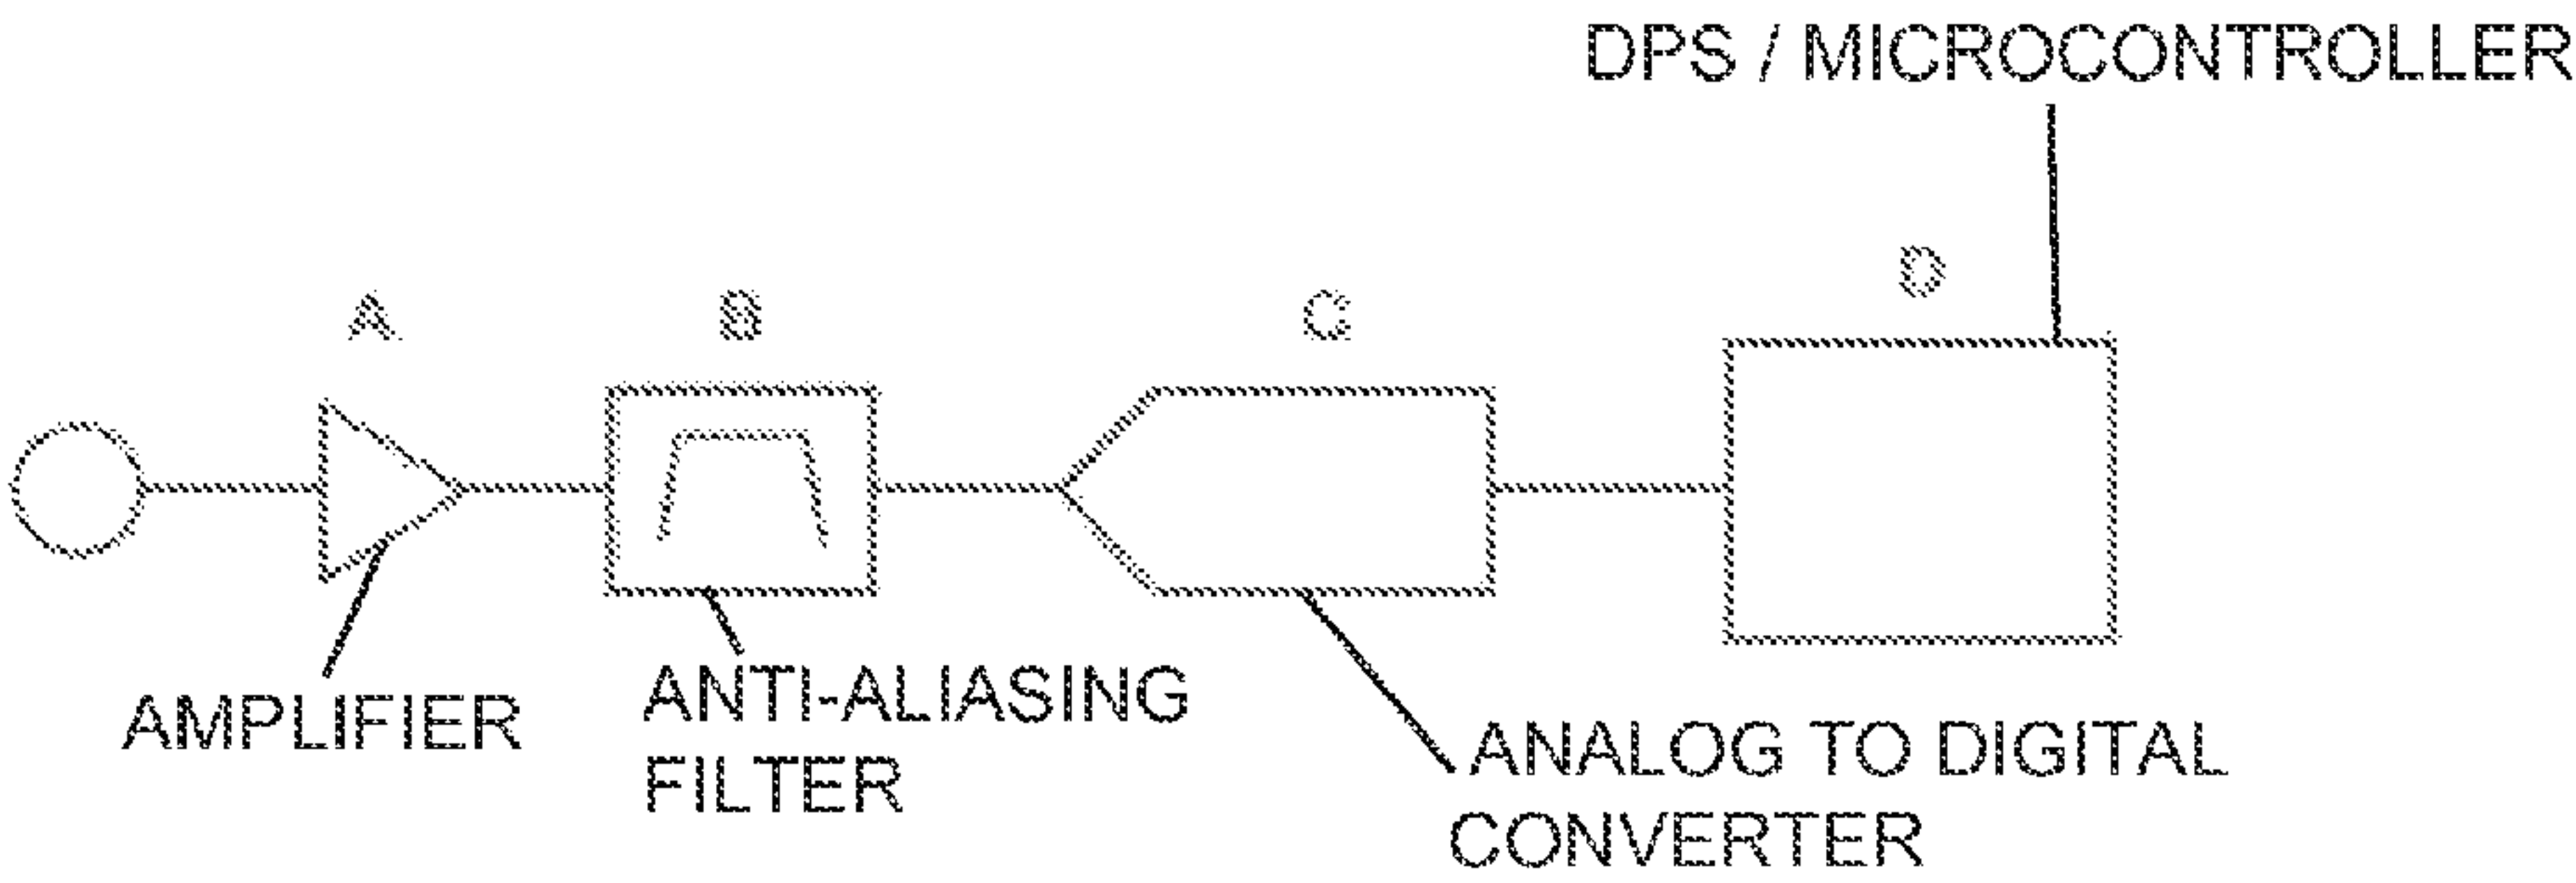 DPS / MICROCONTROLLER
D
A
B
C
AMPLIFIER
ANTI-ALIASING
FILTER
ANALOG TO DIGITAL
CONVERTER